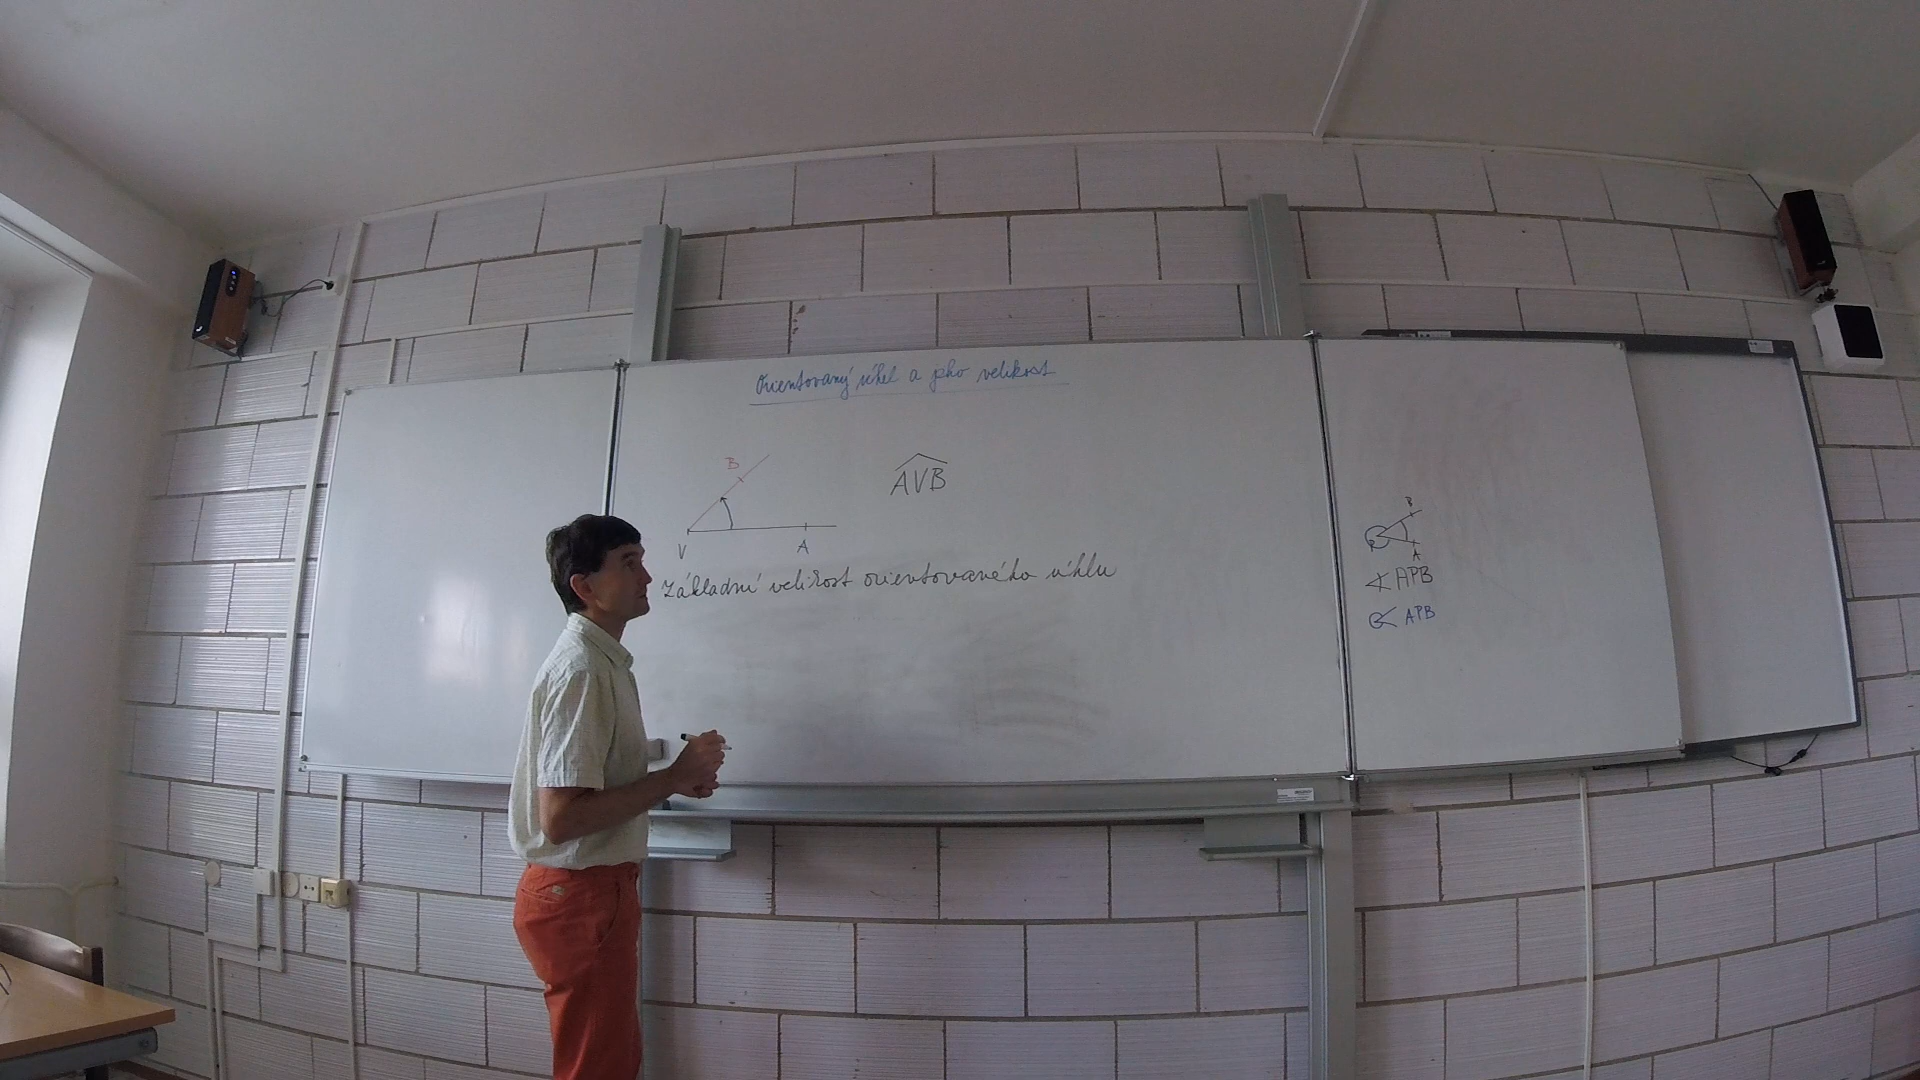 Orientovaný úhel a jeho velikost
B
AVB
V A
Základní velikost orientovaného úhlu
B
P
A
∢ APB
APB